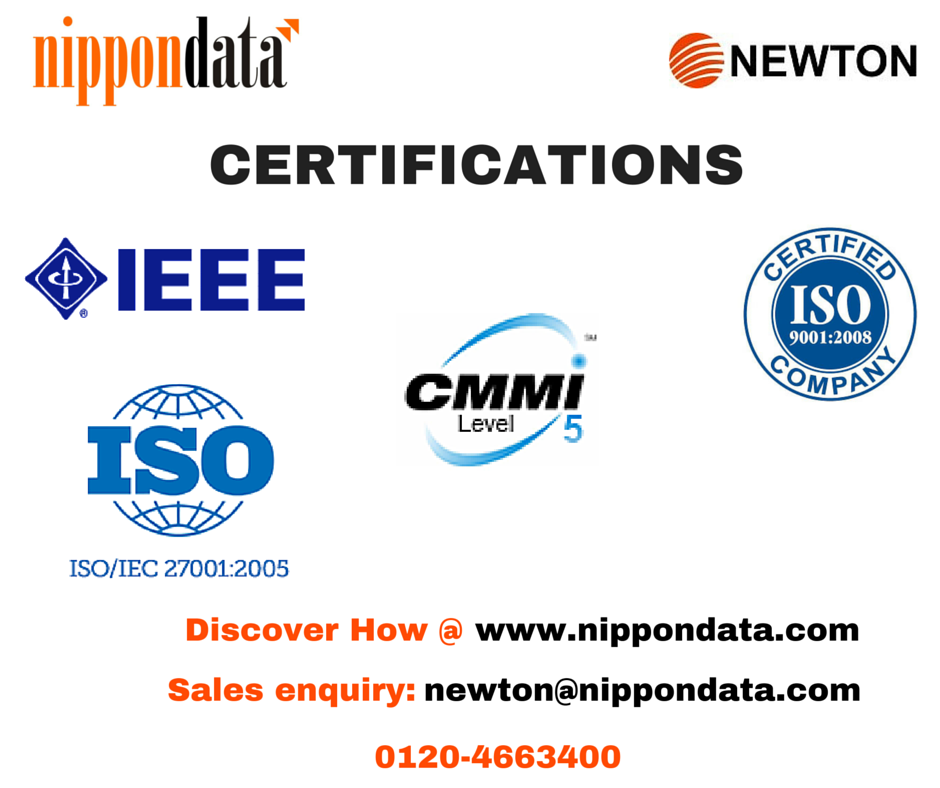 nippondata
NEWTON
CERTIFICATIONS
IEEE
®
CERTIFIED
ISO
9001:2008
COMPANY
SM
CMMi
Level 5
ISO
ISO/IEC 27001:2005
Discover How @ www.nippondata.com
Sales enquiry: newton@nippondata.com
0120-4663400